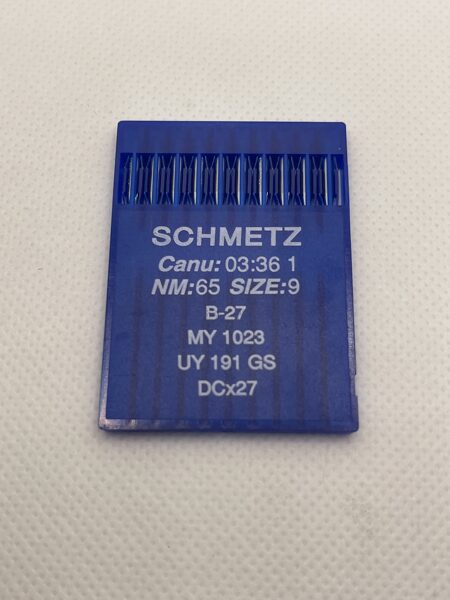 SCHMETZ
Canu: 03:36 1
NM:65 SIZE:9
B-27
MY 1023
UY 191 GS
DCx27